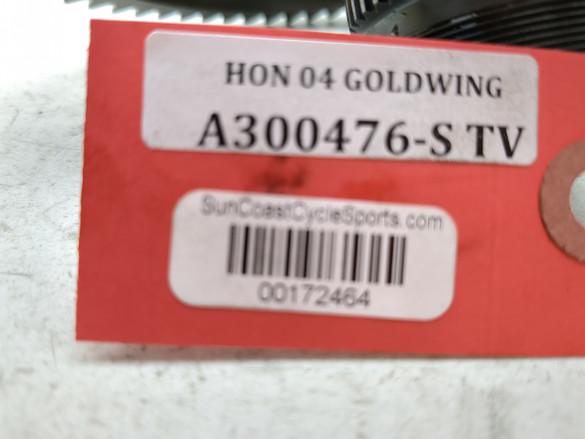 HON 04 GOLDWING
A300476-S TV
SunCoastCycleSports.com
00172464